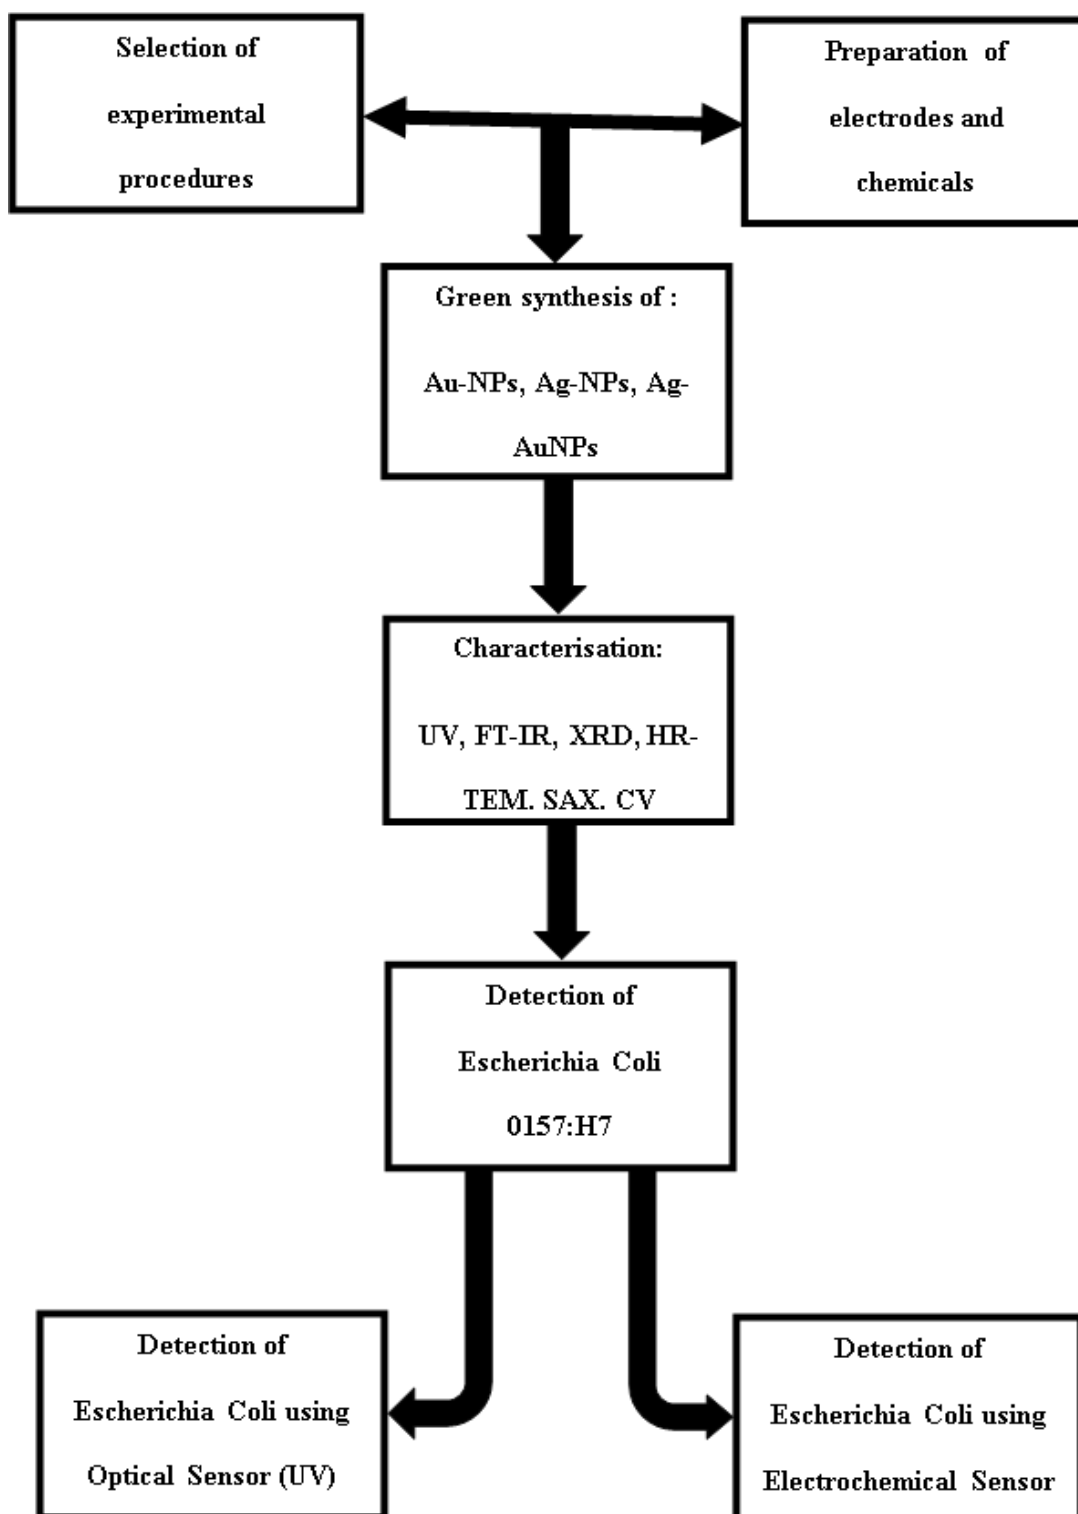 Selection of
experimental
procedures
Preparation of
electrodes and
chemicals
Green synthesis of :
Au-NPs, Ag-NPs, Ag-
AuNPs
Characterisation:
UV, FT-IR, XRD, HR-
TEM. SAX. CV
Detection of
Escherichia Coli
0157:H7
Detection of
Escherichia Coli using
Optical Sensor (UV)
Detection of
Escherichia Coli using
Electrochemical Sensor